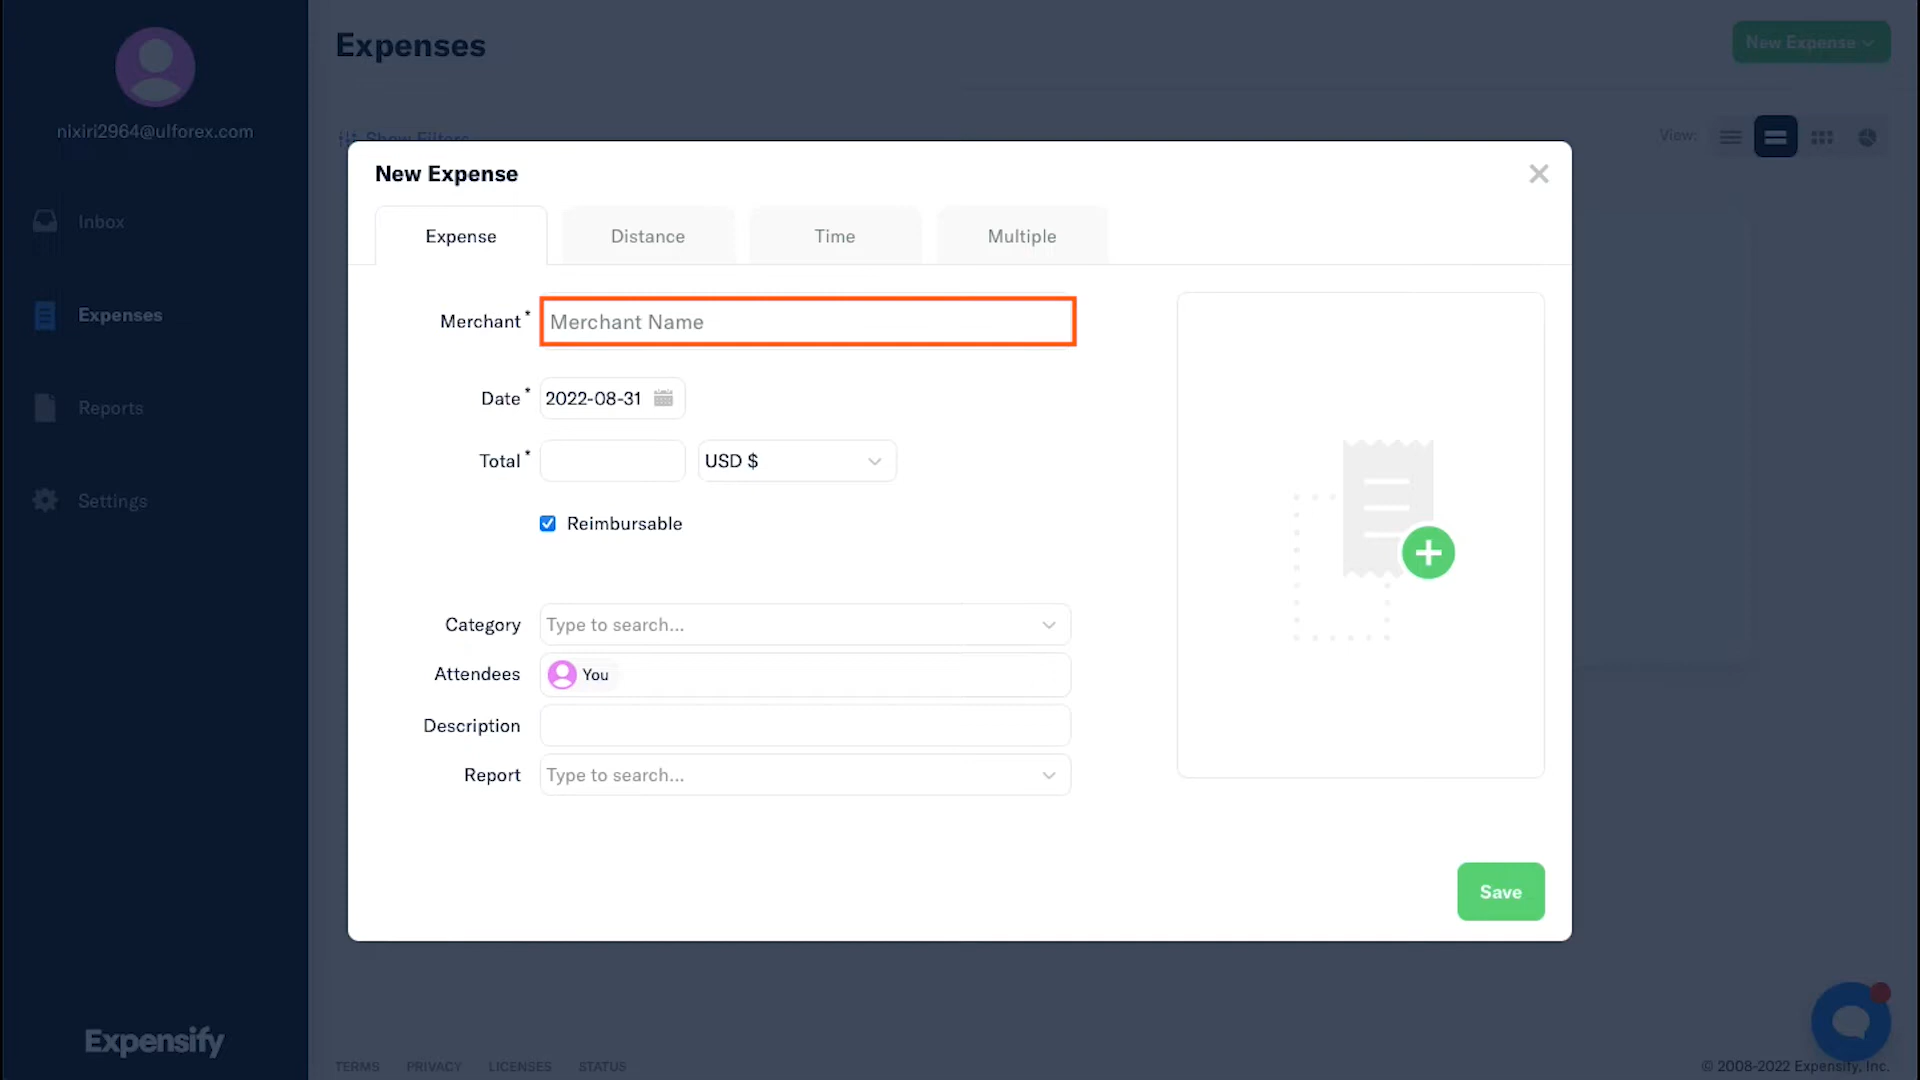 Expenses
New Expense
nixiri2964@ulforex.com
Show Filters
View:
Inbox
Expenses
Reports
Settings
Expensify
New Expense
Expense
Distance
Time
Multiple
Merchant *
Merchant Name
Date *
2022-08-31
Total *
USD $
Reimbursable
Category
Type to search...
Attendees
You
Description
Report
Type to search...
Save
TERMS PRIVACY LICENSES STATUS
© 2008-2022 Expensify, Inc.